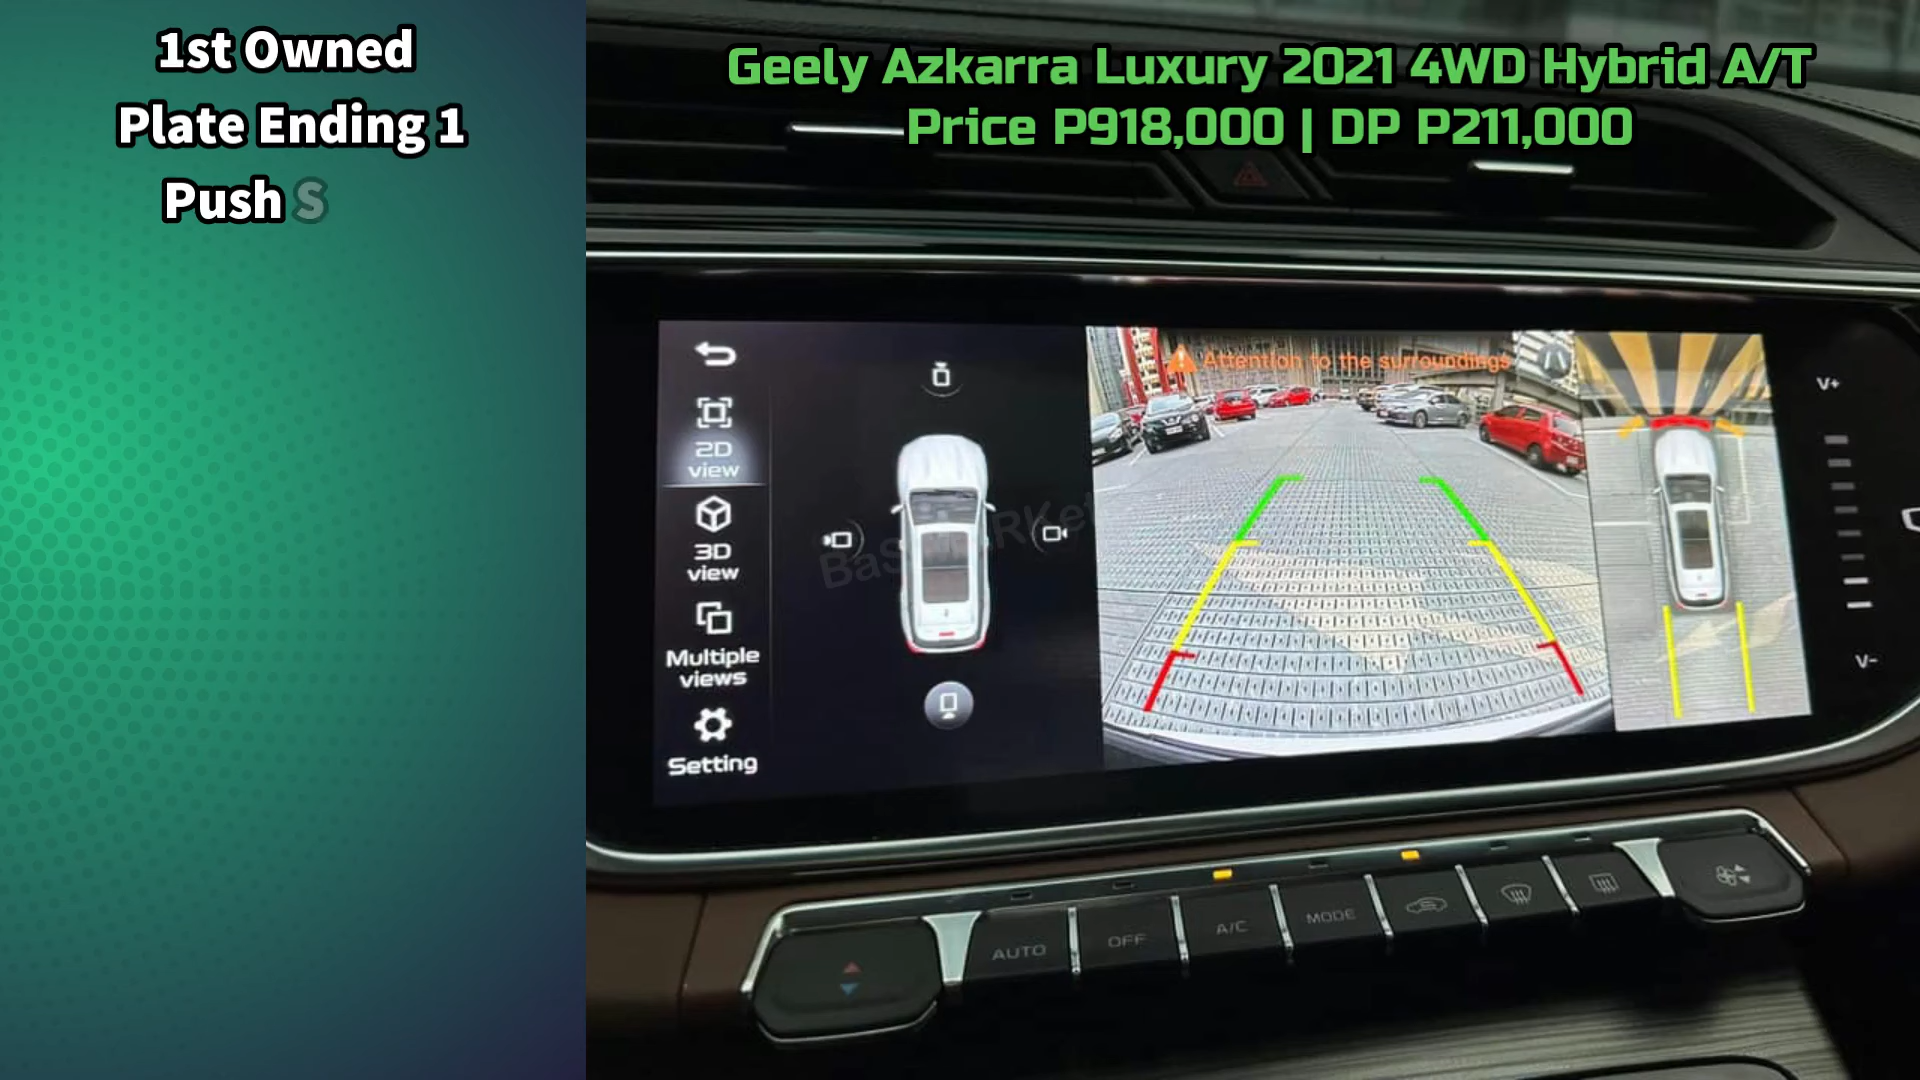 1st Owned
Plate Ending 1
Push S
Geely Azkarra Luxury 2021 4WD Hybrid A/T
Price P918,000 | DP P211,000
Attention to the surroundings
2D
view
3D
view
Multiple
views
Setting
V+
V-
AUTO
OFF
A/C
MODE